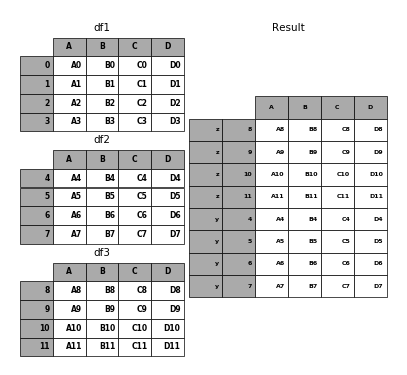 df1
A B C D
0 A0 B0 C0 D0
1 A1 B1 C1 D1
2 A2 B2 C2 D2
3 A3 B3 C3 D3
df2
A B C D
4 A4 B4 C4 D4
5 A5 B5 C5 D5
6 A6 B6 C6 D6
7 A7 B7 C7 D7
df3
A B C D
8 A8 B8 C8 D8
9 A9 B9 C9 D9
10 A10 B10 C10 D10
11 A11 B11 C11 D11
Result
A B C D
z 8 A8 B8 C8 D8
z 9 A9 B9 C9 D9
z 10 A10 B10 C10 D10
z 11 A11 B11 C11 D11
y 4 A4 B4 C4 D4
y 5 A5 B5 C5 D5
y 6 A6 B6 C6 D6
y 7 A7 B7 C7 D7